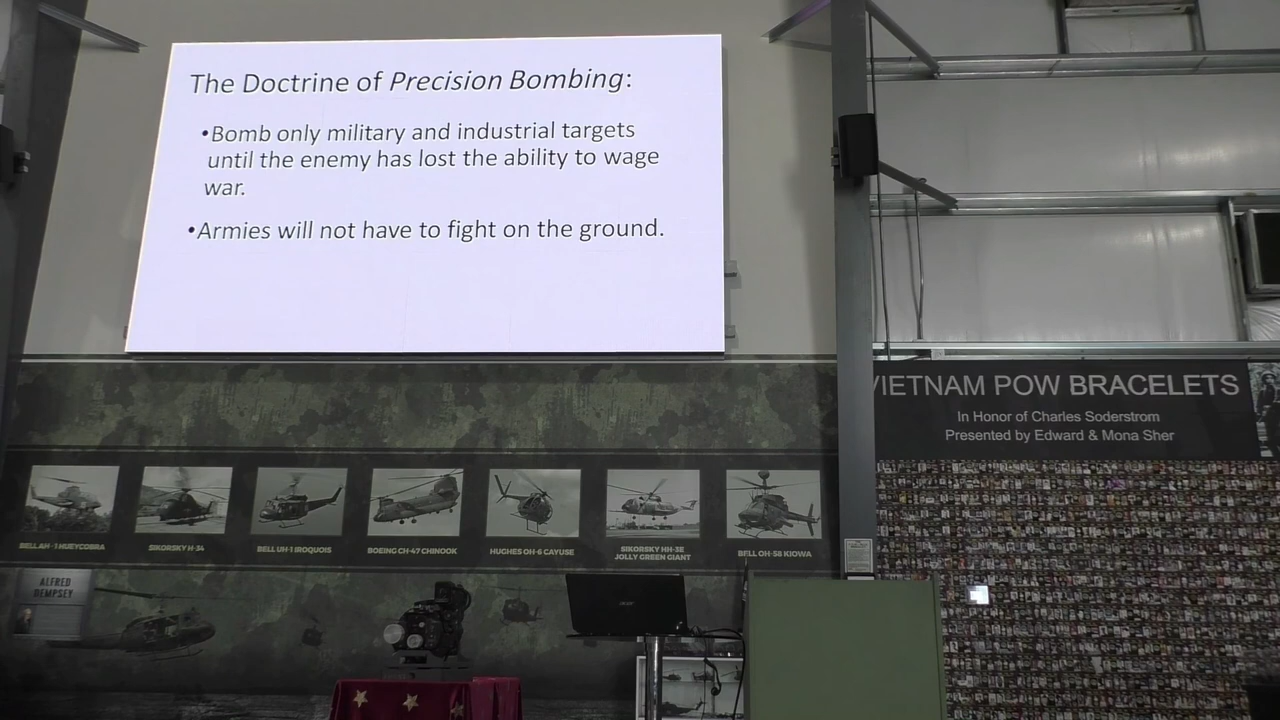 The Doctrine of Precision Bombing:
•Bomb only military and industrial targets
until the enemy has lost the ability to wage
war.
•Armies will not have to fight on the ground.
VIETNAM POW BRACELETS
In Honor of Charles Soderstrom
Presented by Edward & Mona Sher
BELL AH-1 HUEYCOBRA
SIKORSKY H-34
BELL UH-1 IROQUOIS
BOEING CH-47 CHINOOK
HUGHES OH-6 CAYUSE
SIKORSKY HH-3E
JOLLY GREEN GIANT
BELL OH-58 KIOWA
ALFRED
DEMPSEY
acer